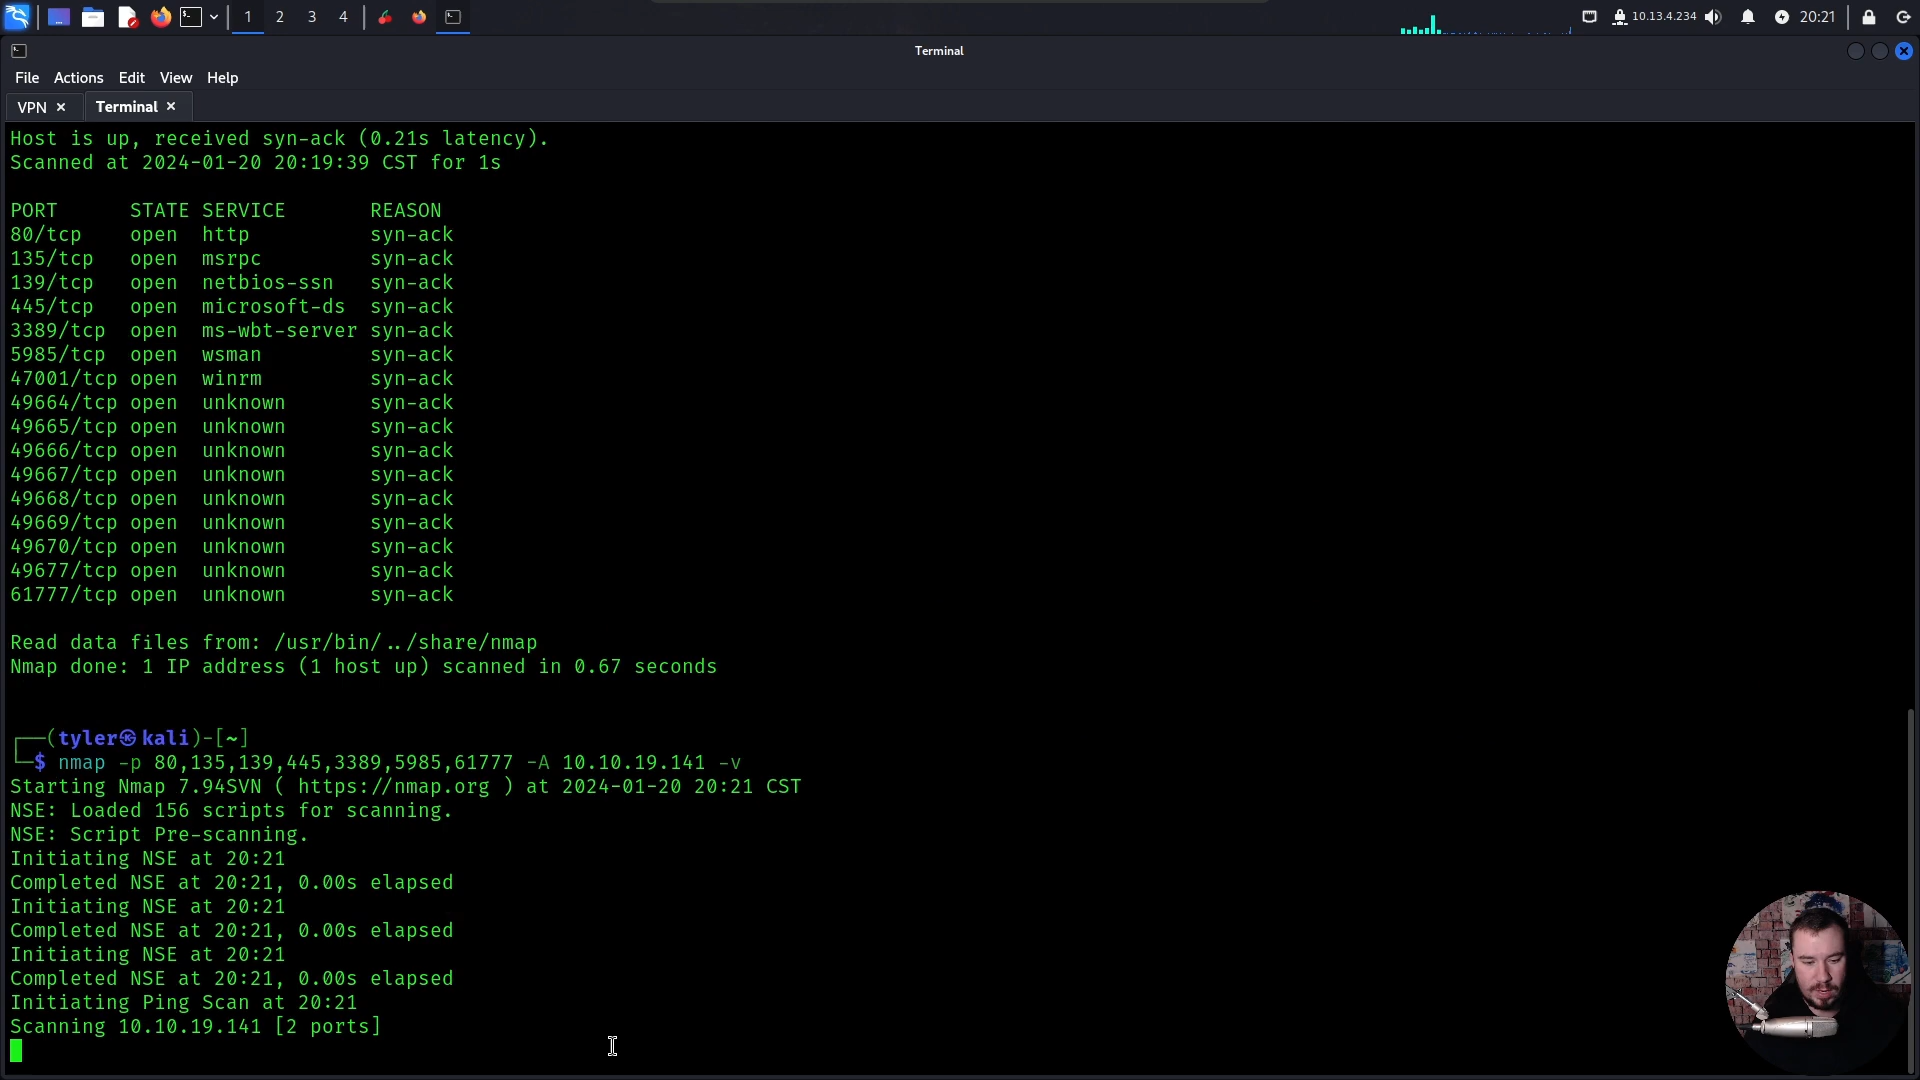 1 2 3 4 10.13.4.234 20:21
Terminal
File Actions Edit View Help
VPN Terminal
Host is up, received syn-ack (0.21s latency).
Scanned at 2024-01-20 20:19:39 CST for 1s
PORT STATE SERVICE REASON
80/tcp open http syn-ack
135/tcp open msrpc syn-ack
139/tcp open netbios-ssn syn-ack
445/tcp open microsoft-ds syn-ack
3389/tcp open ms-wbt-server syn-ack
5985/tcp open wsman syn-ack
47001/tcp open winrm syn-ack
49664/tcp open unknown syn-ack
49665/tcp open unknown syn-ack
49666/tcp open unknown syn-ack
49667/tcp open unknown syn-ack
49668/tcp open unknown syn-ack
49669/tcp open unknown syn-ack
49670/tcp open unknown syn-ack
49677/tcp open unknown syn-ack
61777/tcp open unknown syn-ack
Read data files from: /usr/bin/../share/nmap
Nmap done: 1 IP address (1 host up) scanned in 0.67 seconds
┌──(tyler㉿kali)-[~]
└─$ nmap -p 80,135,139,445,3389,5985,61777 -A 10.10.19.141 -v
Starting Nmap 7.94SVN ( https://nmap.org ) at 2024-01-20 20:21 CST
NSE: Loaded 156 scripts for scanning.
NSE: Script Pre-scanning.
Initiating NSE at 20:21
Completed NSE at 20:21, 0.00s elapsed
Initiating NSE at 20:21
Completed NSE at 20:21, 0.00s elapsed
Initiating NSE at 20:21
Completed NSE at 20:21, 0.00s elapsed
Initiating Ping Scan at 20:21
Scanning 10.10.19.141 [2 ports]